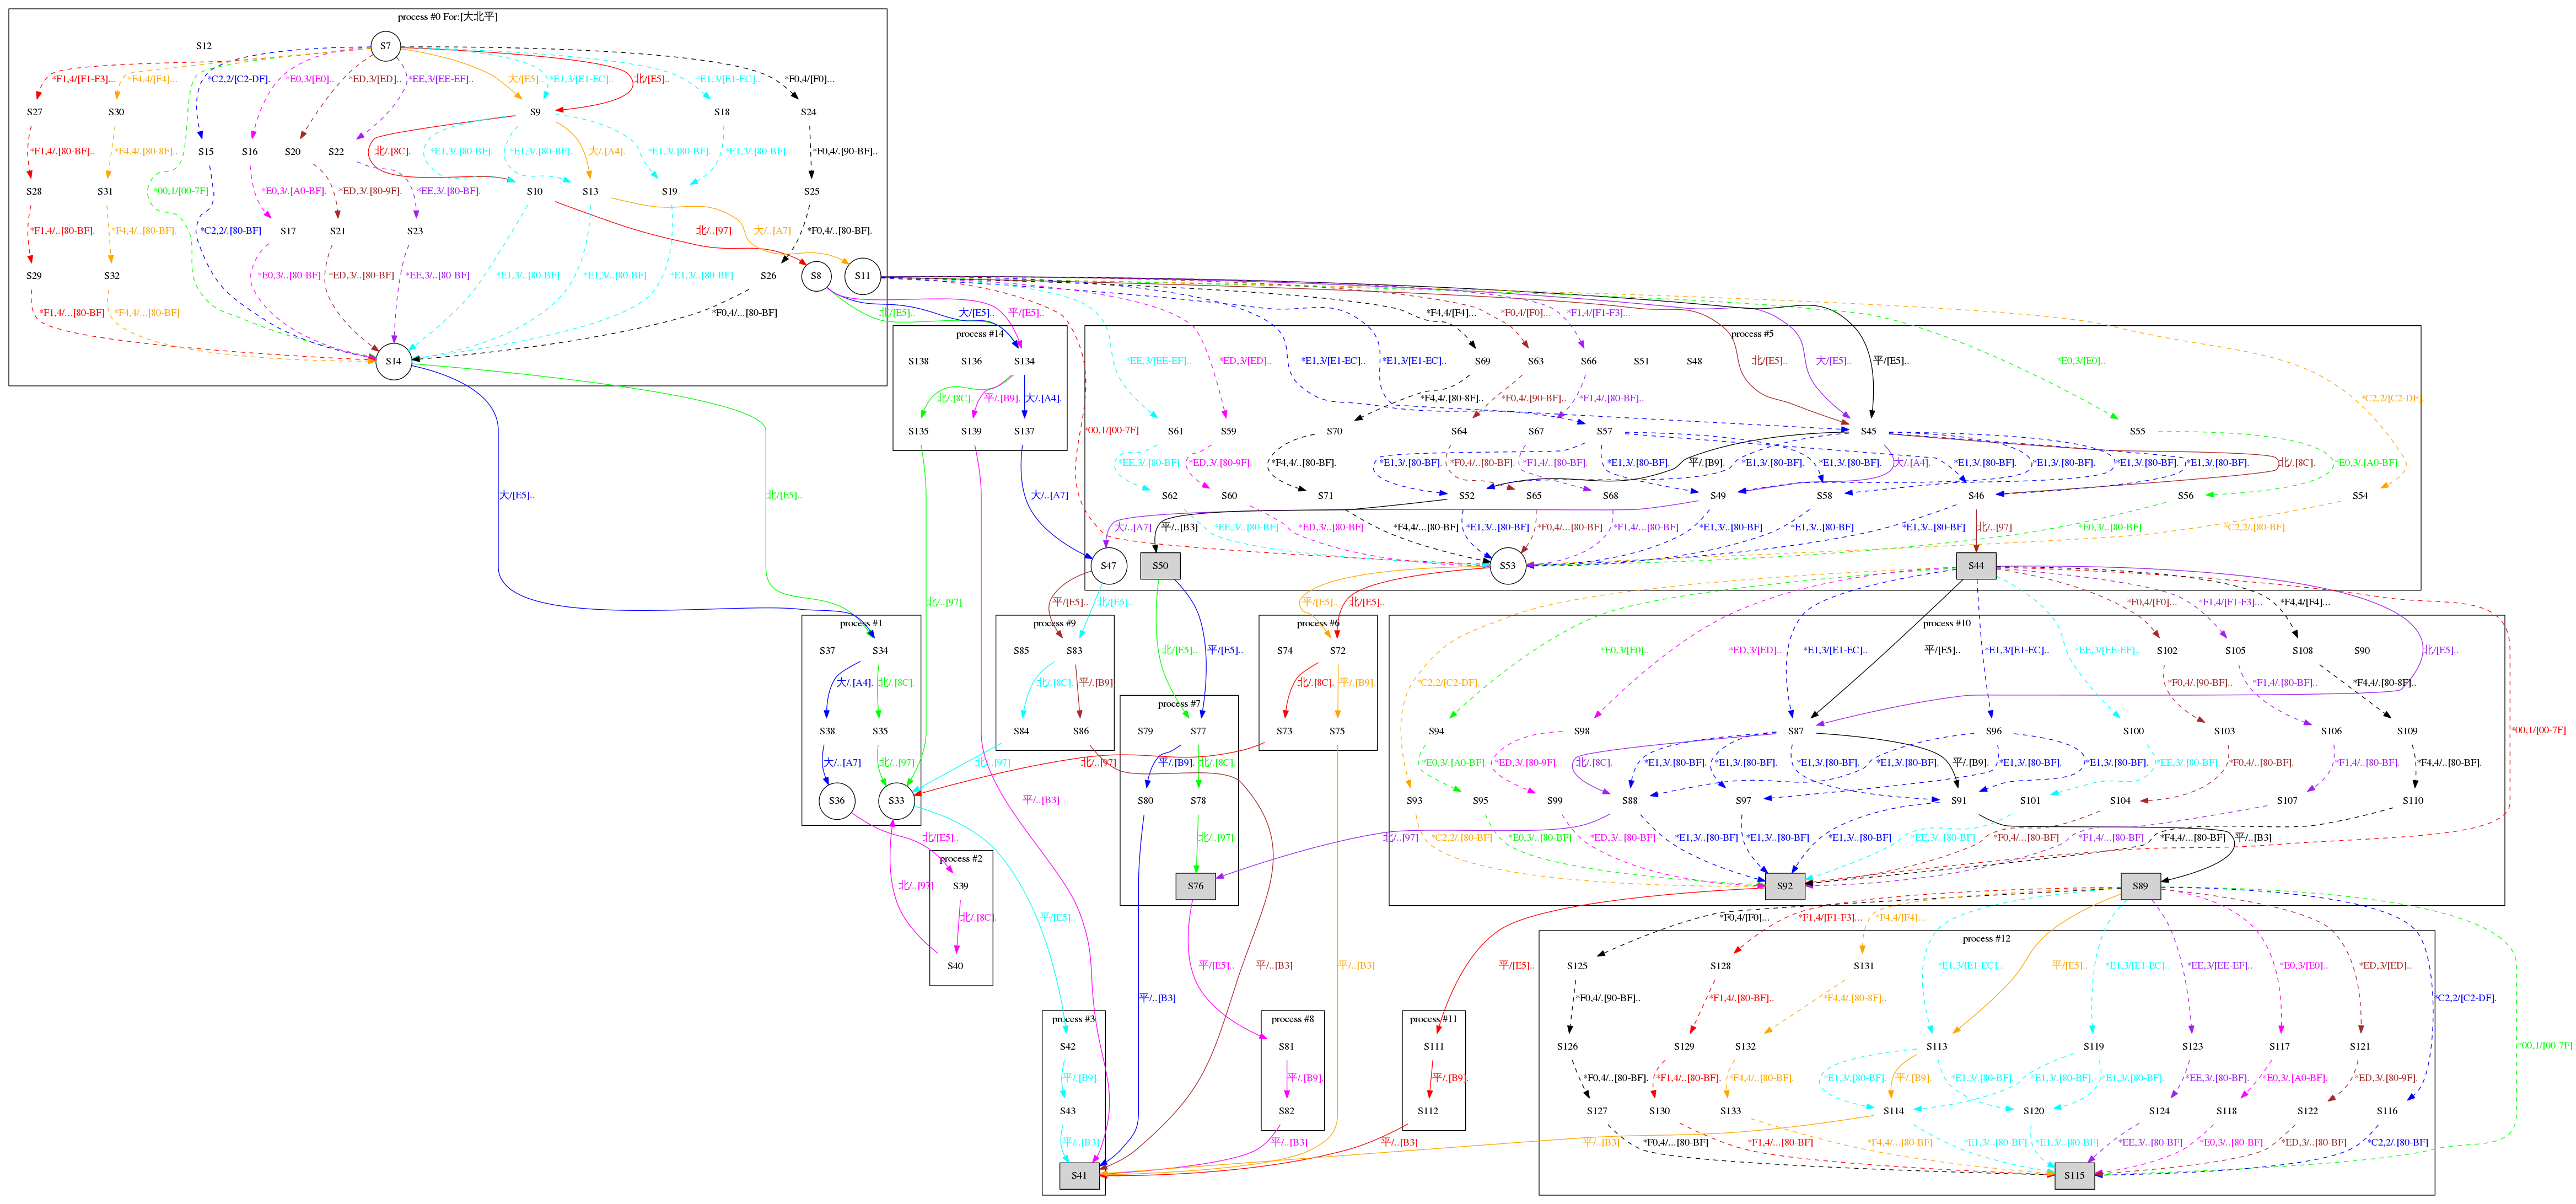 process #0 For:[大北平]
S12
S7
*F1,4/[F1-F3]...
*F4,4/[F4]...
*C2,2/[C2-DF].
*E0,3/[E0]..
*ED,3/[ED]..
*EE,3/[EE-EF]..
大/[E5]..
*E1,3/[E1-EC]..
北/[E5]..
*E1,3/[E1-EC]..
*F0,4/[F0]...
S27
S30
S9
S18
S24
*F1,4/.[80-BF]..
*F4,4/.[80-8F]..
S15
S16
S20
S22
北/.[8C].
*E1,3/.[80-BF].
*E1,3/.[80-BF].
大/.[A4].
*E1,3/.[80-BF].
*E1,3/.[80-BF].
*F0,4/.[90-BF]..
S28
S31
*00,1/[00-7F]
*E0,3/.[A0-BF].
*ED,3/.[80-9F].
*EE,3/.[80-BF].
S10
S13
S19
S25
*F1,4/..[80-BF].
*F4,4/..[80-BF].
*C2,2/.[80-BF]
S17
S21
S23
北/..[97]
大/..[A7]
*F0,4/..[80-BF].
S29
S32
*E0,3/..[80-BF]
*ED,3/..[80-BF]
*EE,3/..[80-BF]
*E1,3/..[80-BF]
*E1,3/..[80-BF]
*E1,3/..[80-BF]
S26
S8
S11
*F1,4/...[80-BF]
*F4,4/...[80-BF]
*F0,4/...[80-BF]
S14
北/[E5]..
大/[E5]..
平/[E5]..
process #14
S138
S136
S134
北/.[8C].
平/.[B9].
大/.[A4].
S135
S139
S137
*00,1/[00-7F]
*F4,4/[F4]...
*F0,4/[F0]...
*F1,4/[F1-F3]...
process #5
*EE,3/[EE-EF]..
*ED,3/[ED]..
*E1,3/[E1-EC]..
*E1,3/[E1-EC]..
S69
S63
S66
S51
S48
北/[E5]..
大/[E5]..
平/[E5]..
*E0,3/[E0]..
*C2,2/[C2-DF].
*F4,4/.[80-8F]..
*F0,4/.[90-BF]..
*F1,4/.[80-BF]..
S61
S59
S70
S64
S67
S57
S45
S55
*EE,3/.[80-BF].
*ED,3/.[80-9F].
*F4,4/..[80-BF].
*E1,3/.[80-BF].
*F0,4/..[80-BF].
*F1,4/..[80-BF].
*E1,3/.[80-BF].
平/.[B9].
*E1,3/.[80-BF].
*E1,3/.[80-BF].
大/.[A4].
*E1,3/.[80-BF].
*E1,3/.[80-BF].
*E1,3/.[80-BF].
*E1,3/.[80-BF].
北/.[8C].
*E0,3/.[A0-BF].
S62
S60
S71
S52
S65
S68
S49
S58
S46
S56
S54
大/..[A7]
大/..[A7]
平/..[B3]
*EE,3/..[80-BF]
*ED,3/..[80-BF]
*F4,4/...[80-BF]
*E1,3/..[80-BF]
*F0,4/...[80-BF]
*F1,4/...[80-BF]
*E1,3/..[80-BF]
*E1,3/..[80-BF]
*E1,3/..[80-BF]
北/..[97]
*E0,3/..[80-BF]
*C2,2/.[80-BF]
S47
S50
S53
S44
大/[E5]..
北/[E5]..
北/..[97]
平/[E5]..
北/[E5]..
平/[E5]..
北/[E5]..
*F0,4/[F0]...
*F1,4/[F1-F3]...
*F4,4/[F4]...
process #1
process #9
process #6
process #10
S37
S34
S85
S83
S74
S72
北/[E5]..
平/[E5]..
*E0,3/[E0]..
*ED,3/[ED]..
*E1,3/[E1-EC]..
平/[E5]..
*E1,3/[E1-EC]..
*EE,3/[EE-EF]..
S102
S105
S108
S90
北/[E5]..
大/.[A4].
北/.[8C].
北/.[8C].
平/.[B9].
北/.[8C].
平/.[B9].
*C2,2/[C2-DF].
*F0,4/.[90-BF]..
*F1,4/.[80-BF]..
*F4,4/.[80-8F]..
process #7
S38
S35
S84
S86
S79
S77
S73
S75
S94
S98
S87
S96
S100
S103
S106
S109
*00,1/[00-7F]
大/..[A7]
北/..[97]
北/..[97]
北/..[97]
平/.[B9].
北/.[8C].
*E0,3/.[A0-BF].
*ED,3/.[80-9F].
北/.[8C].
*E1,3/.[80-BF].
*E1,3/.[80-BF].
*E1,3/.[80-BF].
*E1,3/.[80-BF].
平/.[B9].
*E1,3/.[80-BF].
*E1,3/.[80-BF].
*EE,3/.[80-BF].
*F0,4/..[80-BF].
*F1,4/..[80-BF].
*F4,4/..[80-BF].
S36
S33
平/..[B3]
S80
S78
S93
S95
S99
S88
S97
S91
S101
S104
S107
S110
北/[E5]..
北/..[97]
北/..[97]
*C2,2/.[80-BF]
*E0,3/..[80-BF]
*ED,3/..[80-BF]
*E1,3/..[80-BF]
*E1,3/..[80-BF]
*E1,3/..[80-BF]
*EE,3/..[80-BF]
*F0,4/...[80-BF]
*F1,4/...[80-BF]
*F4,4/...[80-BF]
平/..[B3]
process #2
S39
S76
S92
S89
北/..[97]
北/.[8C].
平/[E5]..
*F0,4/[F0]...
*F1,4/[F1-F3]...
*F4,4/[F4]...
process #12
S40
平/[E5]..
平/..[B3]
平/..[B3]
平/[E5]..
S125
S128
S131
*E1,3/[E1-EC]..
平/[E5]..
*E1,3/[E1-EC]..
*EE,3/[EE-EF]..
*E0,3/[E0]..
*ED,3/[ED]..
平/..[B3]
*F0,4/.[90-BF]..
*F1,4/.[80-BF]..
*F4,4/.[80-8F]..
*C2,2/[C2-DF].
process #3
process #8
process #11
S42
S81
S111
S126
S129
S132
S113
S119
S123
S117
S121
*00,1/[00-7F]
平/.[B9].
平/.[B9].
平/.[B9].
*F0,4/..[80-BF].
*F1,4/..[80-BF].
*F4,4/..[80-BF].
*E1,3/.[80-BF].
平/.[B9].
*E1,3/.[80-BF].
*E1,3/.[80-BF].
*E1,3/.[80-BF].
*EE,3/.[80-BF].
*E0,3/.[A0-BF].
*ED,3/.[80-9F].
S43
S82
S112
S127
S130
S133
S114
S120
S124
S118
S122
S116
平/..[B3]
平/..[B3]
平/..[B3]
平/..[B3]
*F0,4/...[80-BF]
*F1,4/...[80-BF]
*F4,4/...[80-BF]
*E1,3/..[80-BF]
*E1,3/..[80-BF]
*EE,3/..[80-BF]
*E0,3/..[80-BF]
*ED,3/..[80-BF]
*C2,2/.[80-BF]
S41
S115